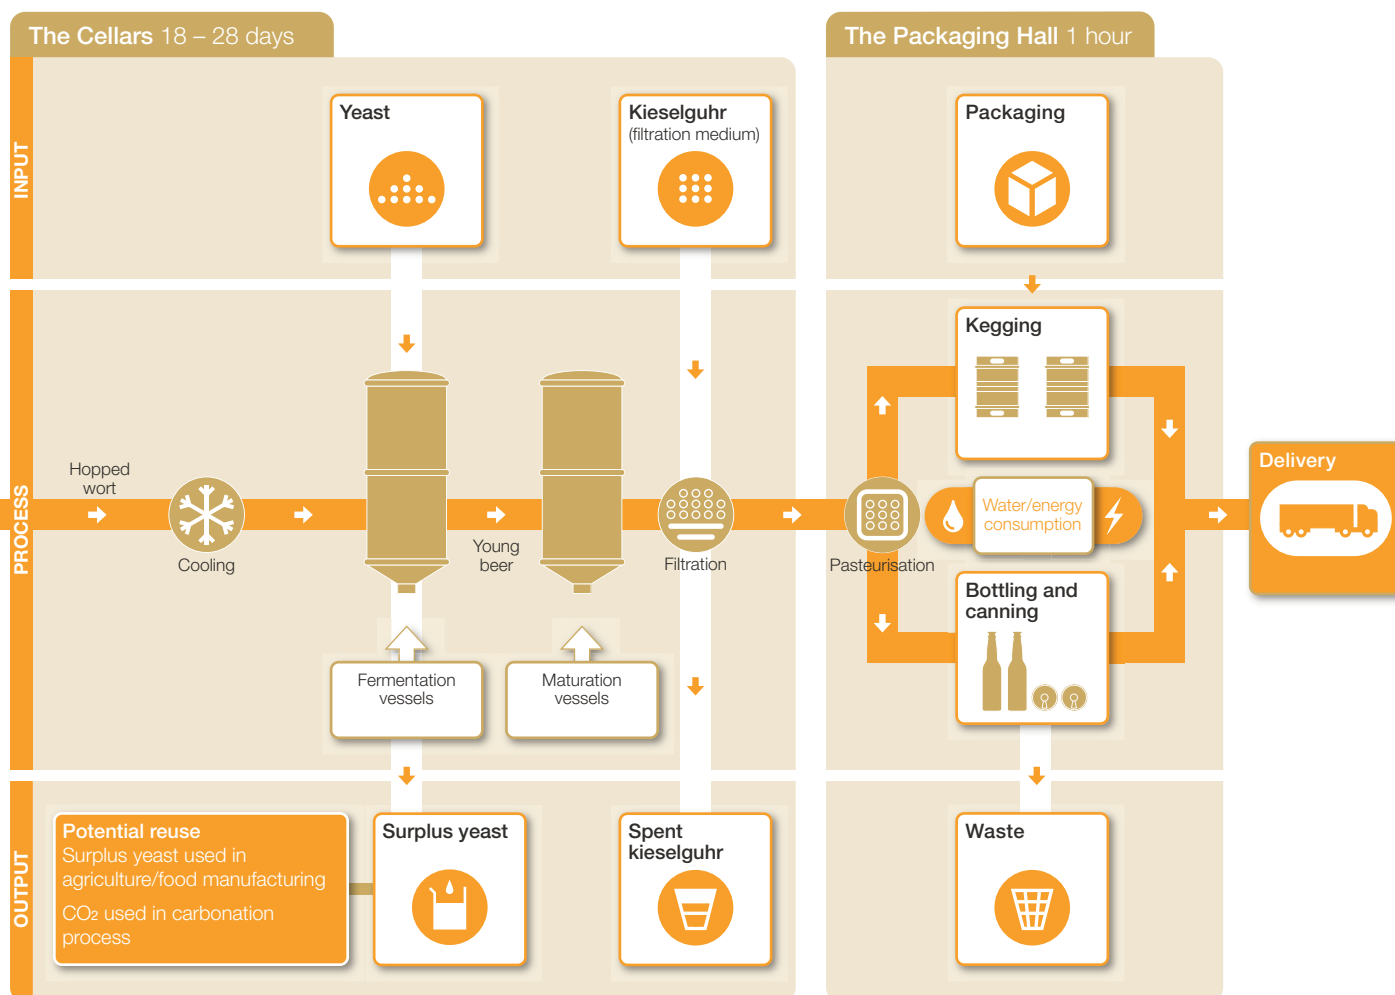 The Cellars 18 – 28 days
The Packaging Hall 1 hour
INPUT
Yeast
Kieselguhr
(filtration medium)
Packaging
PROCESS
Hopped
wort
Cooling
Young
beer
Filtration
Pasteurisation
Kegging
Water/energy
consumption
Bottling and
canning
Delivery
Fermentation
vessels
Maturation
vessels
OUTPUT
Potential reuse
Surplus yeast used in
agriculture/food manufacturing
CO2 used in carbonation
process
Surplus yeast
Spent
kieselguhr
Waste